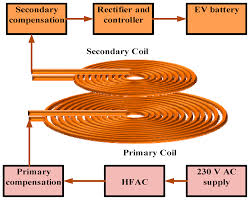 Secondary
compensation
Rectifier and
controller
EV battery
Secondary Coil
Primary Coil
Primary
compensation
HFAC
230 V AC
supply